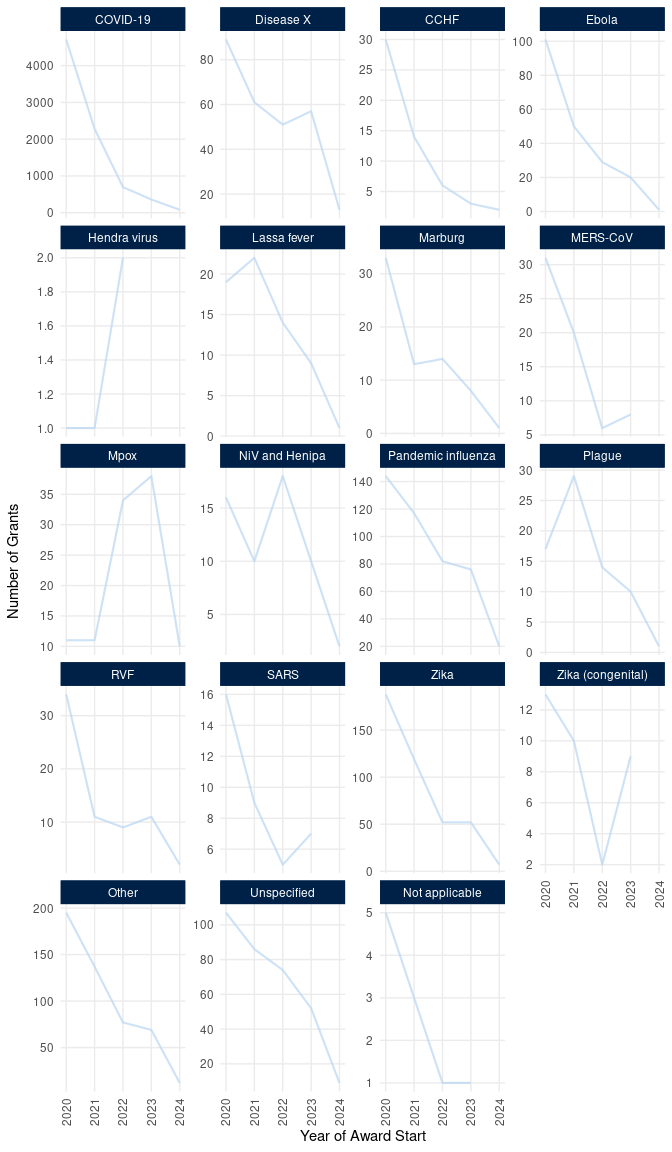 COVID-19 Disease X CCHF Ebola
4000 3000 2000 1000 0
80 60 40 20
30 25 20 15 10 5
100 80 60 40 20 0
Hendra virus Lassa fever Marburg MERS-CoV
2.0 1.8 1.6 1.4 1.2 1.0
20 15 10 5 0
30 20 10 0
30 25 20 15 10 5
Mpox NiV and Henipa Pandemic influenza Plague
35 30 25 20 15 10
15 10 5
140 120 100 80 60 40 20
30 25 20 15 10 5 0
Number of Grants
RVF SARS Zika Zika (congenital)
30 20 10
16 14 12 10 8 6
150 100 50 0
12 10 8 6 4 2
2020 2021 2022 2023 2024
Other Unspecified Not applicable
200 150 100 50
100 80 60 40 20
5 4 3 2 1
2020 2021 2022 2023 2024
2020 2021 2022 2023 2024
2020 2021 2022 2023 2024
Year of Award Start